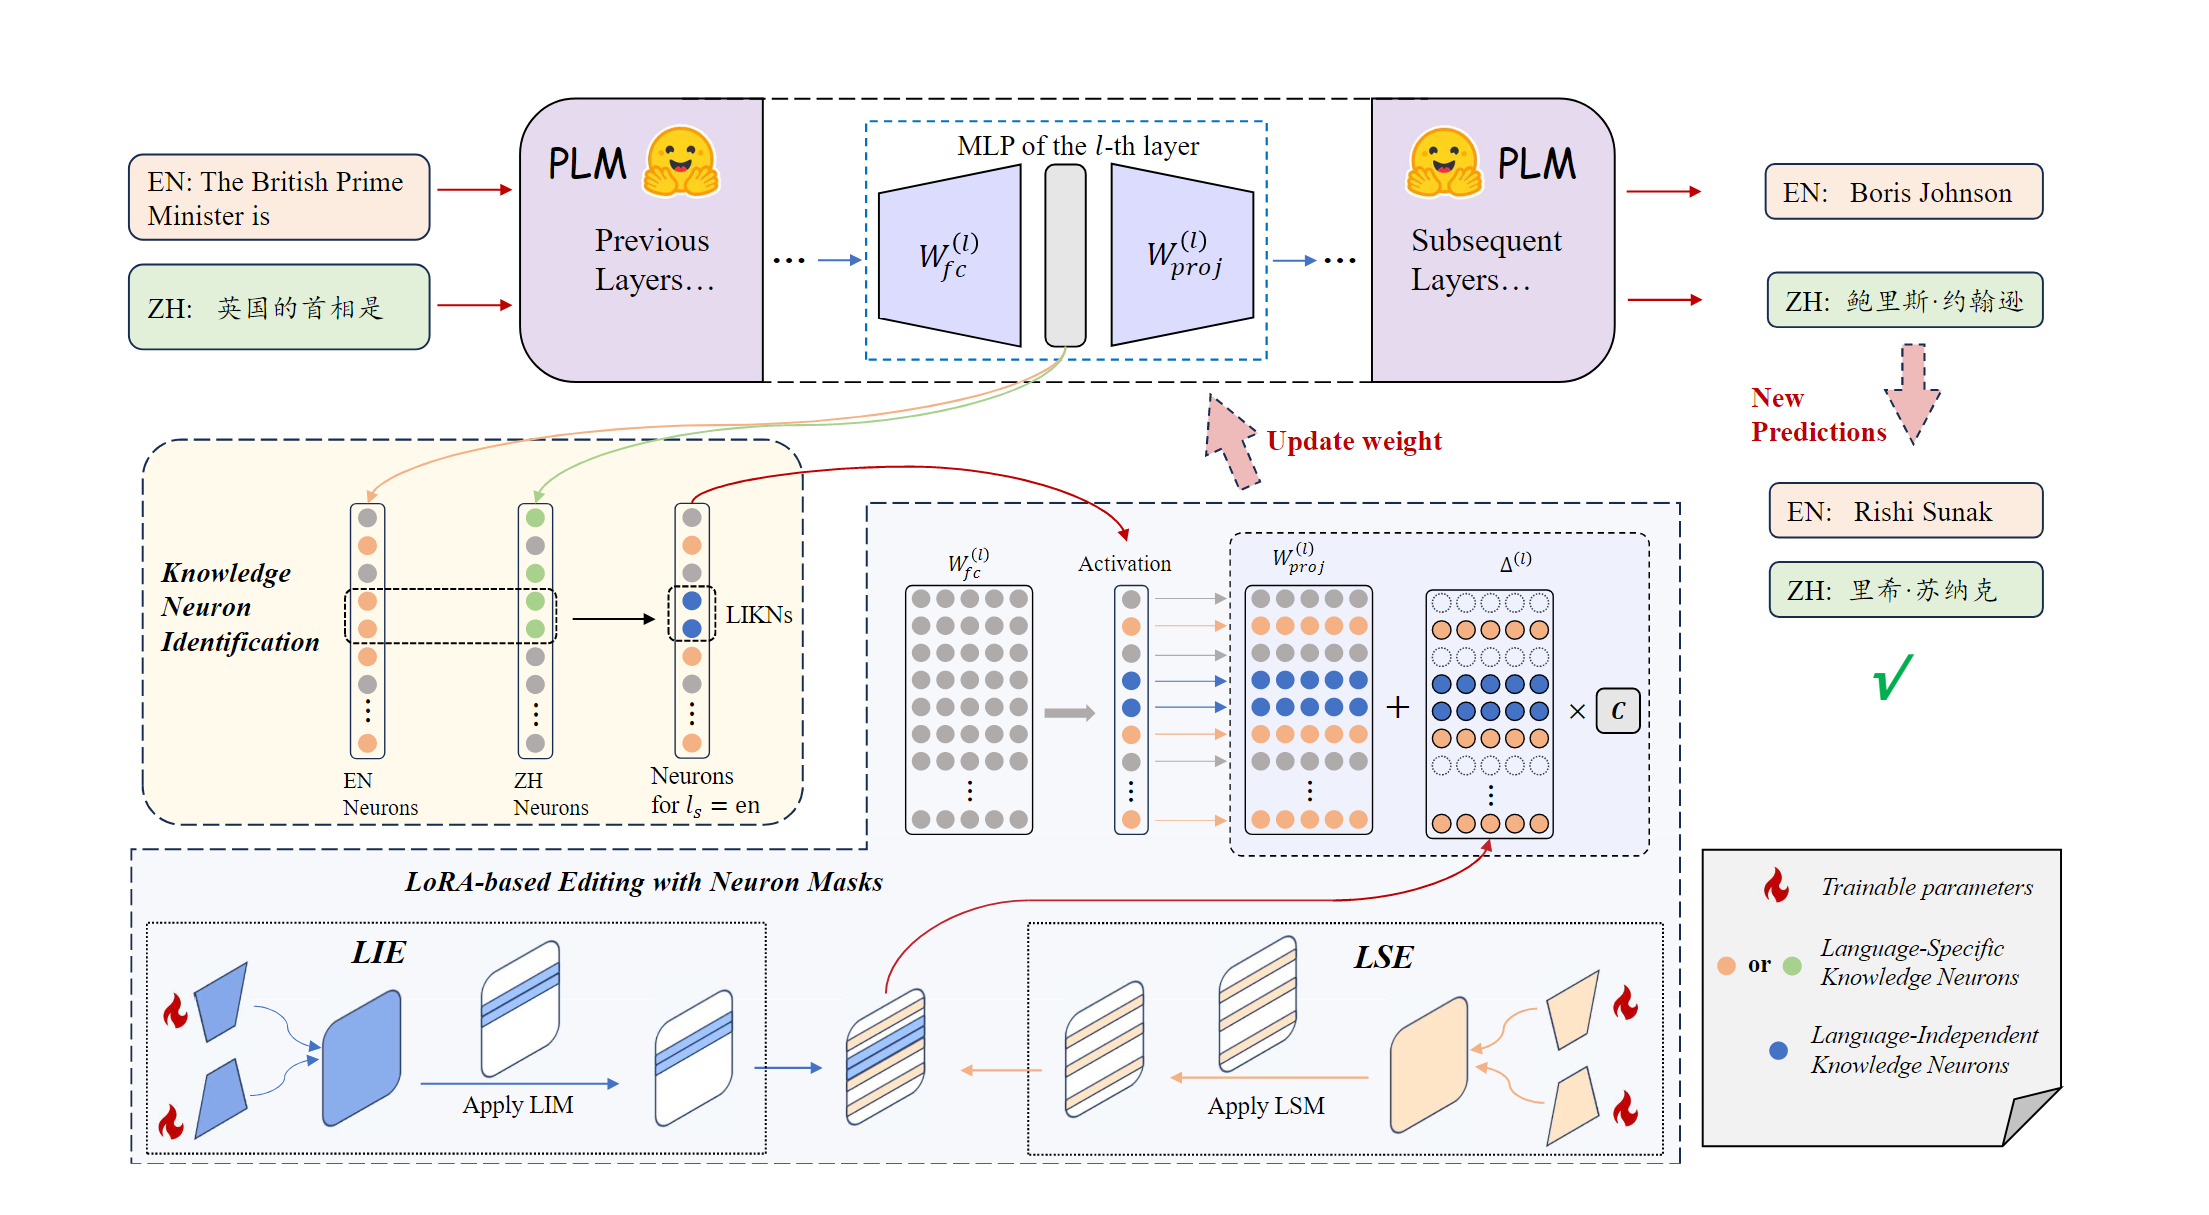 MLP of the l-th layer
PLM
PLM
EN: The British Prime
Minister is
ZH: 英国的首相是
Previous
Layers…
…
W_{fc}^{(l)}
W_{proj}^{(l)}
…
Subsequent
Layers…
EN: Boris Johnson
ZH: 鲍里斯·约翰逊
New
Predictions
Update weight
EN: Rishi Sunak
ZH: 里希·苏纳克
√
Knowledge
Neuron
Identification
LIKNs
EN
Neurons
ZH
Neurons
Neurons
for l_s = en
W_{fc}^{(l)}
Activation
W_{proj}^{(l)}
Δ^{(l)}
+
× C
LoRA-based Editing with Neuron Masks
LIE
Apply LIM
LSE
Apply LSM
Trainable parameters
or
Language-Specific
Knowledge Neurons
Language-Independent
Knowledge Neurons